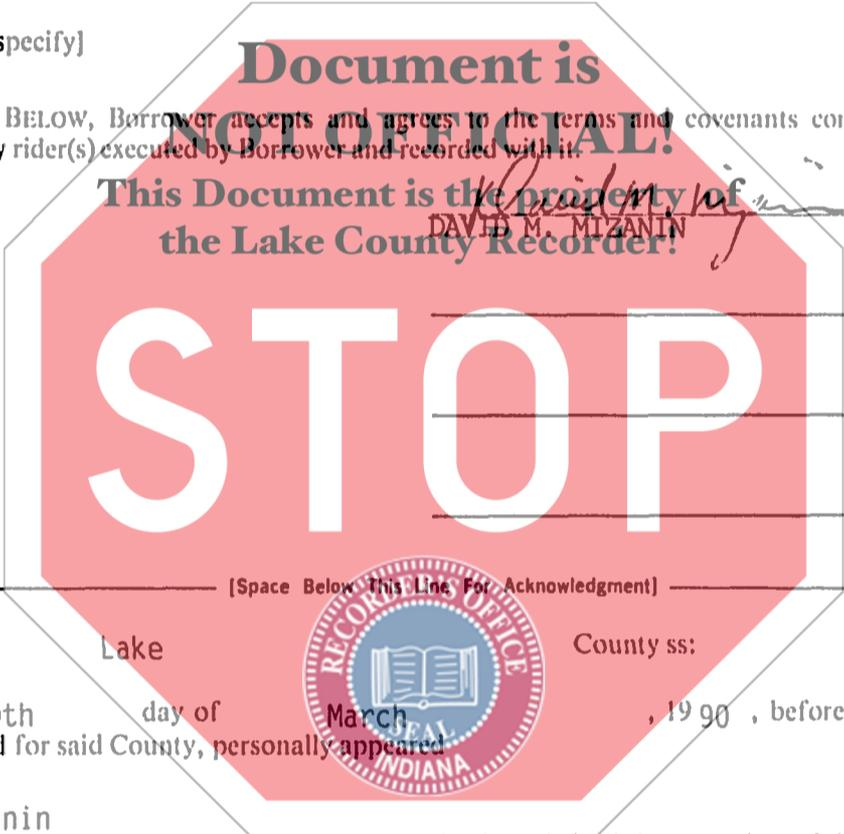 specify]
Document is
BELOW, Borrower accepts and agrees to the terms and covenants con
NOT OFFICIAL!
rider(s) executed by Borrower and recorded with it.
This Document is the property of
David M.
DAVID M. MIZANIN
the Lake County Recorder!
STOP
[Space Below This Line For Acknowledgment]
RECORDER'S OFFICE
Lake County ss:
th day of March , 19 90 , before
SEAL
for said County, personally appeared
INDIANA
nin